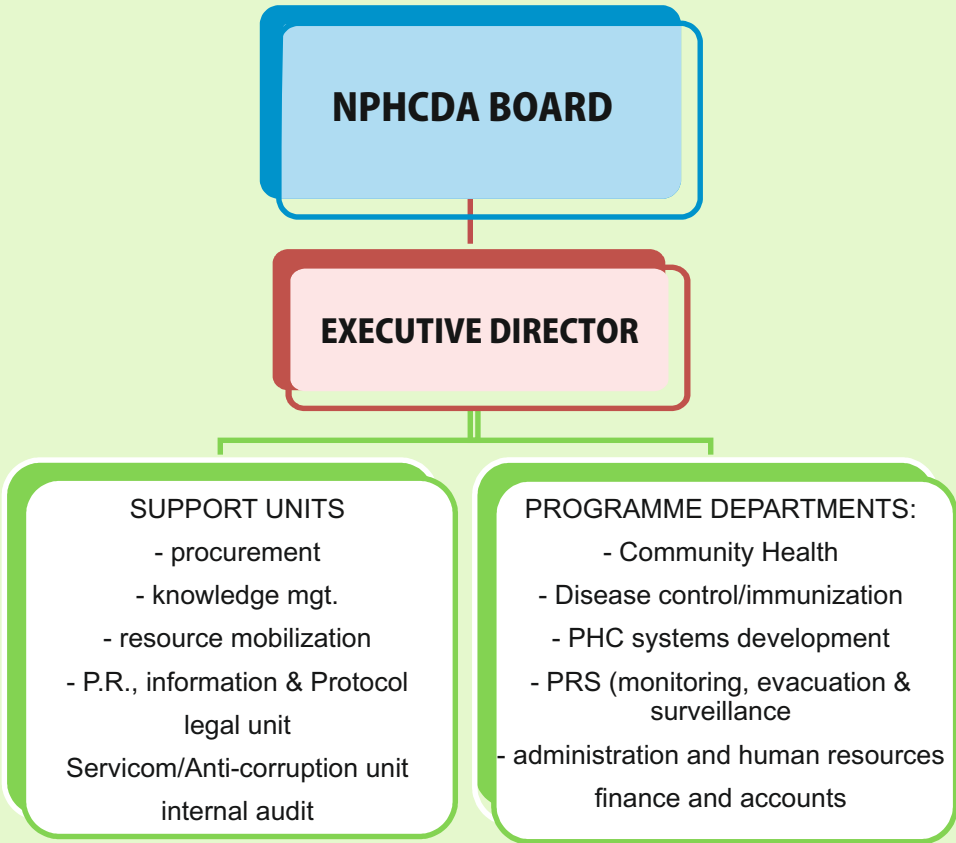 NPHCDA BOARD
EXECUTIVE DIRECTOR
SUPPORT UNITS
- procurement
- knowledge mgt.
- resource mobilization
- P.R., information & Protocol
legal unit
Servicom/Anti-corruption unit
internal audit
PROGRAMME DEPARTMENTS:
- Community Health
- Disease control/immunization
- PHC systems development
- PRS (monitoring, evacuation &
surveillance
- administration and human resources
finance and accounts